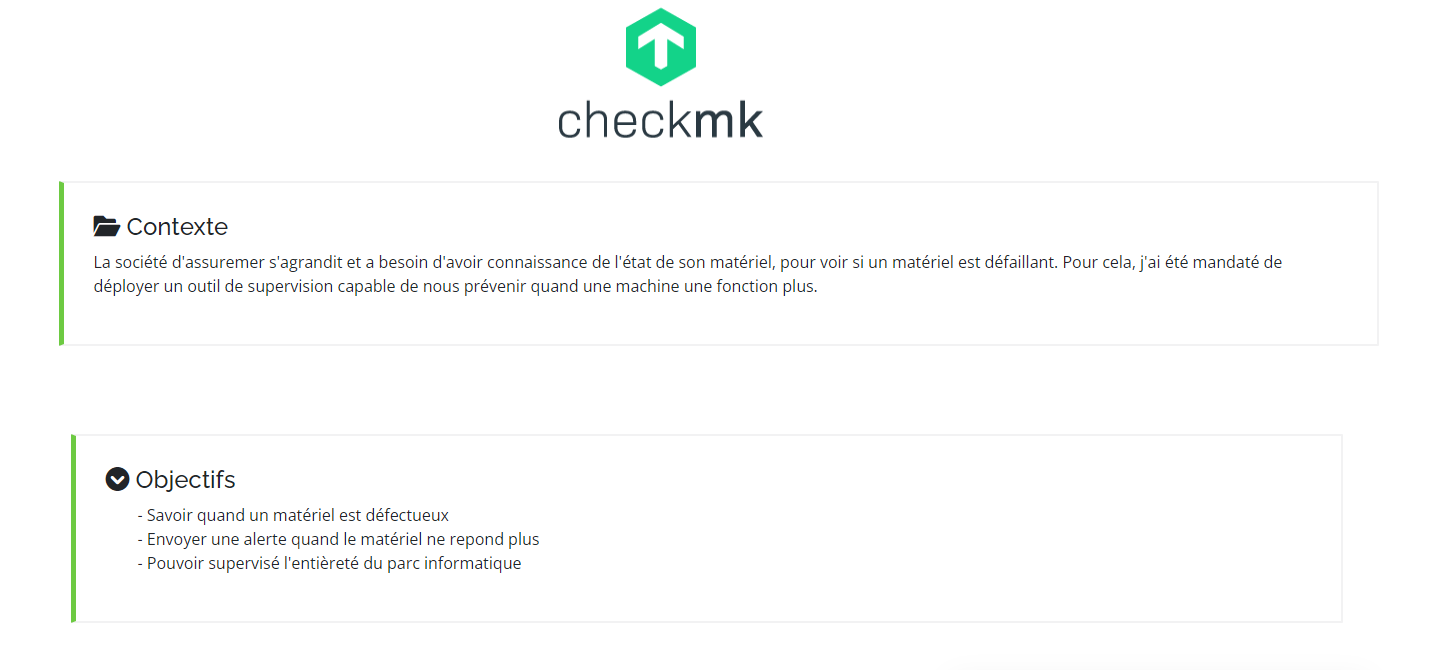 checkmk
Contexte
La société d'assuremer s'agrandit et a besoin d'avoir connaissance de l'état de son matériel, pour voir si un matériel est défaillant. Pour cela, j'ai été mandaté de
déployer un outil de supervision capable de nous prévenir quand une machine une fonction plus.
Objectifs
- Savoir quand un matériel est défectueux
- Envoyer une alerte quand le matériel ne repond plus
- Pouvoir supervisé l'entièreté du parc informatique